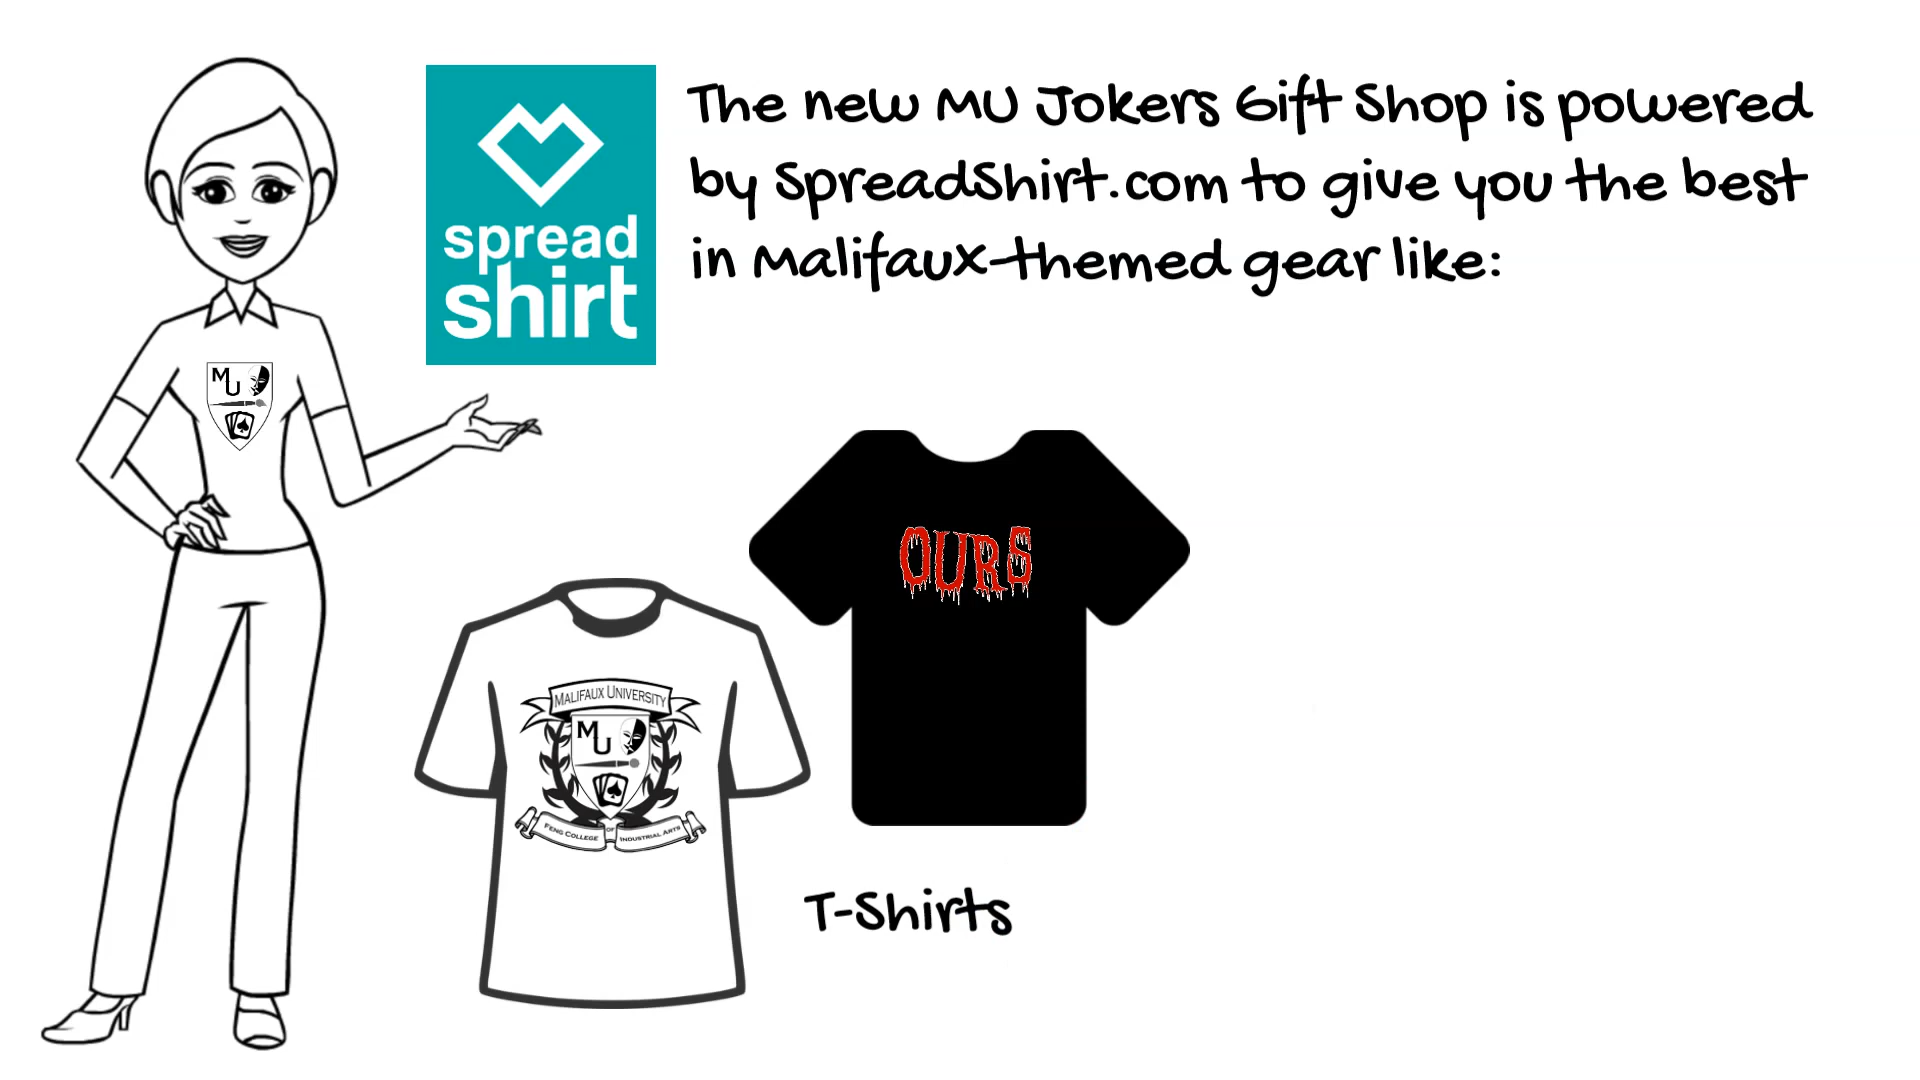 The new MU Jokers Gift Shop is powered
by SpreadShirt.com to give you the best
in Malifaux-themed gear like:
spread
shirt
MU
OURS
MALIFAUX UNIVERSITY
MU
FENG COLLEGE OF INDUSTRIAL ARTS
T-Shirts